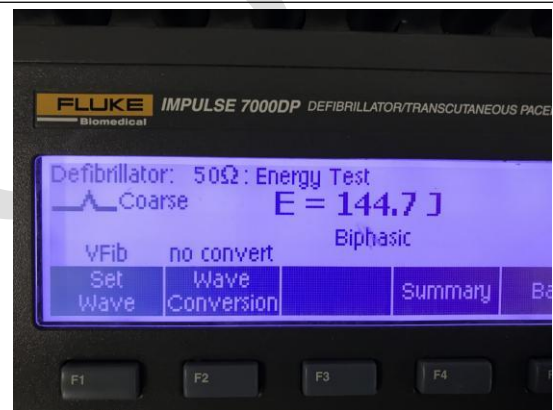 FLUKE
Biomedical
IMPULSE 7000DP DEFIBRILLATOR/TRANSCUTANEOUS
Defibrillator: 50Ω: Energy Test
Coarse E = 144.7 J
Biphasic
VFib no convert
Set Wave
Wave Conversion
Summary
F1 F2 F3 F4